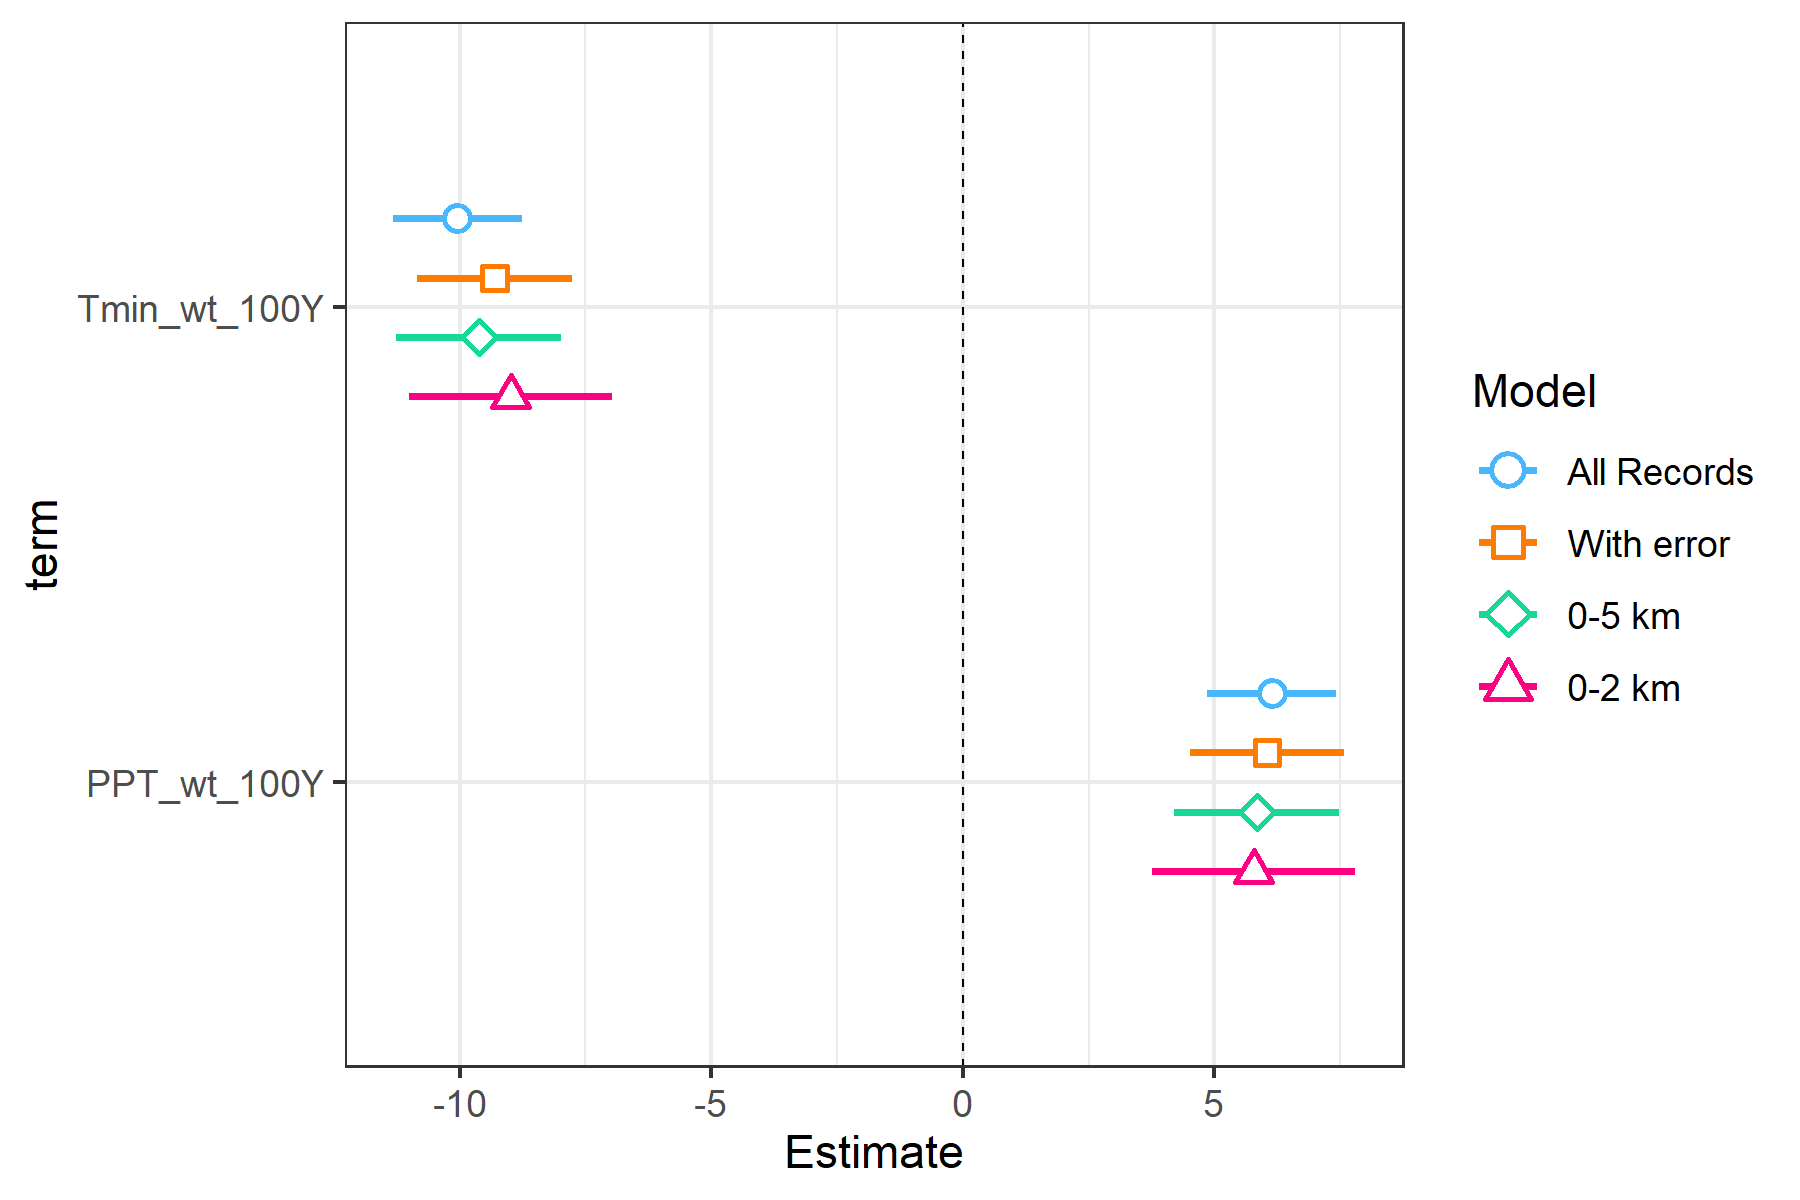 term
Tmin_wt_100Y
PPT_wt_100Y
-10
-5
0
5
Estimate
Model
All Records
With error
0-5 km
0-2 km